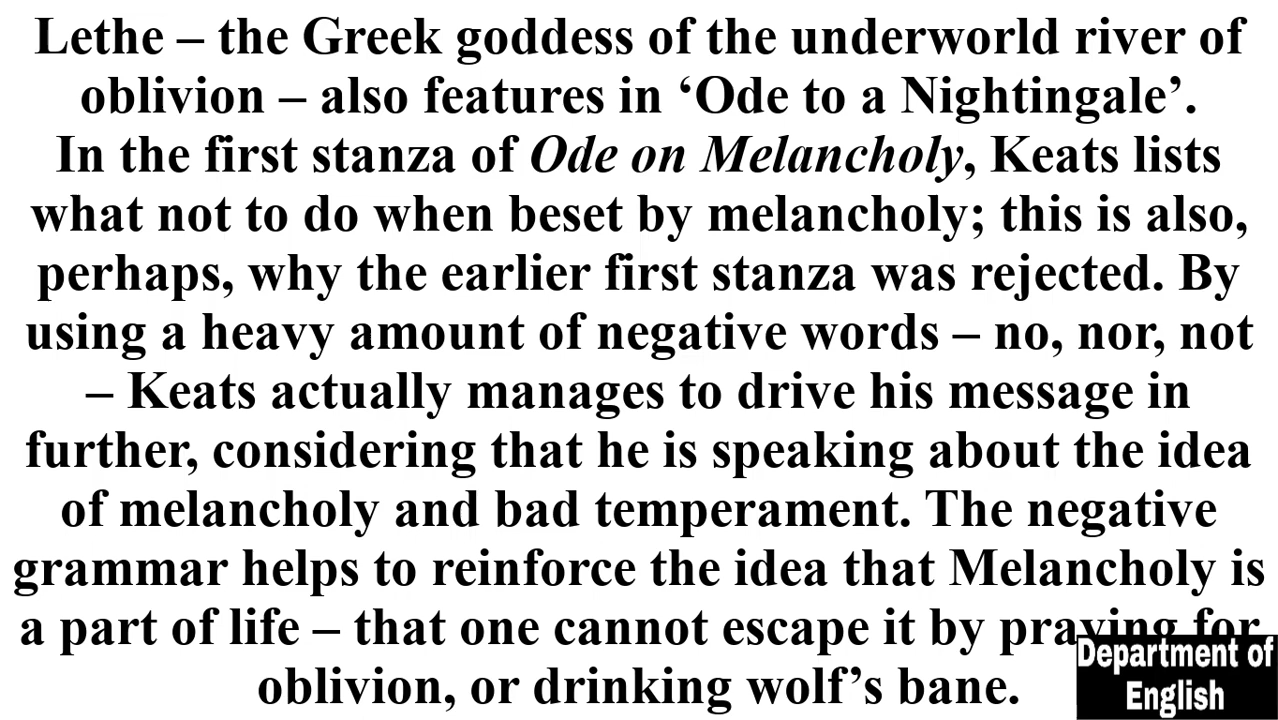 Lethe – the Greek goddess of the underworld river of
oblivion – also features in ‘Ode to a Nightingale’.
In the first stanza of Ode on Melancholy, Keats lists
what not to do when beset by melancholy; this is also,
perhaps, why the earlier first stanza was rejected. By
using a heavy amount of negative words – no, nor, not
– Keats actually manages to drive his message in
further, considering that he is speaking about the idea
of melancholy and bad temperament. The negative
grammar helps to reinforce the idea that Melancholy is
a part of life – that one cannot escape it by praying for
oblivion, or drinking wolf’s bane.
Department of
English